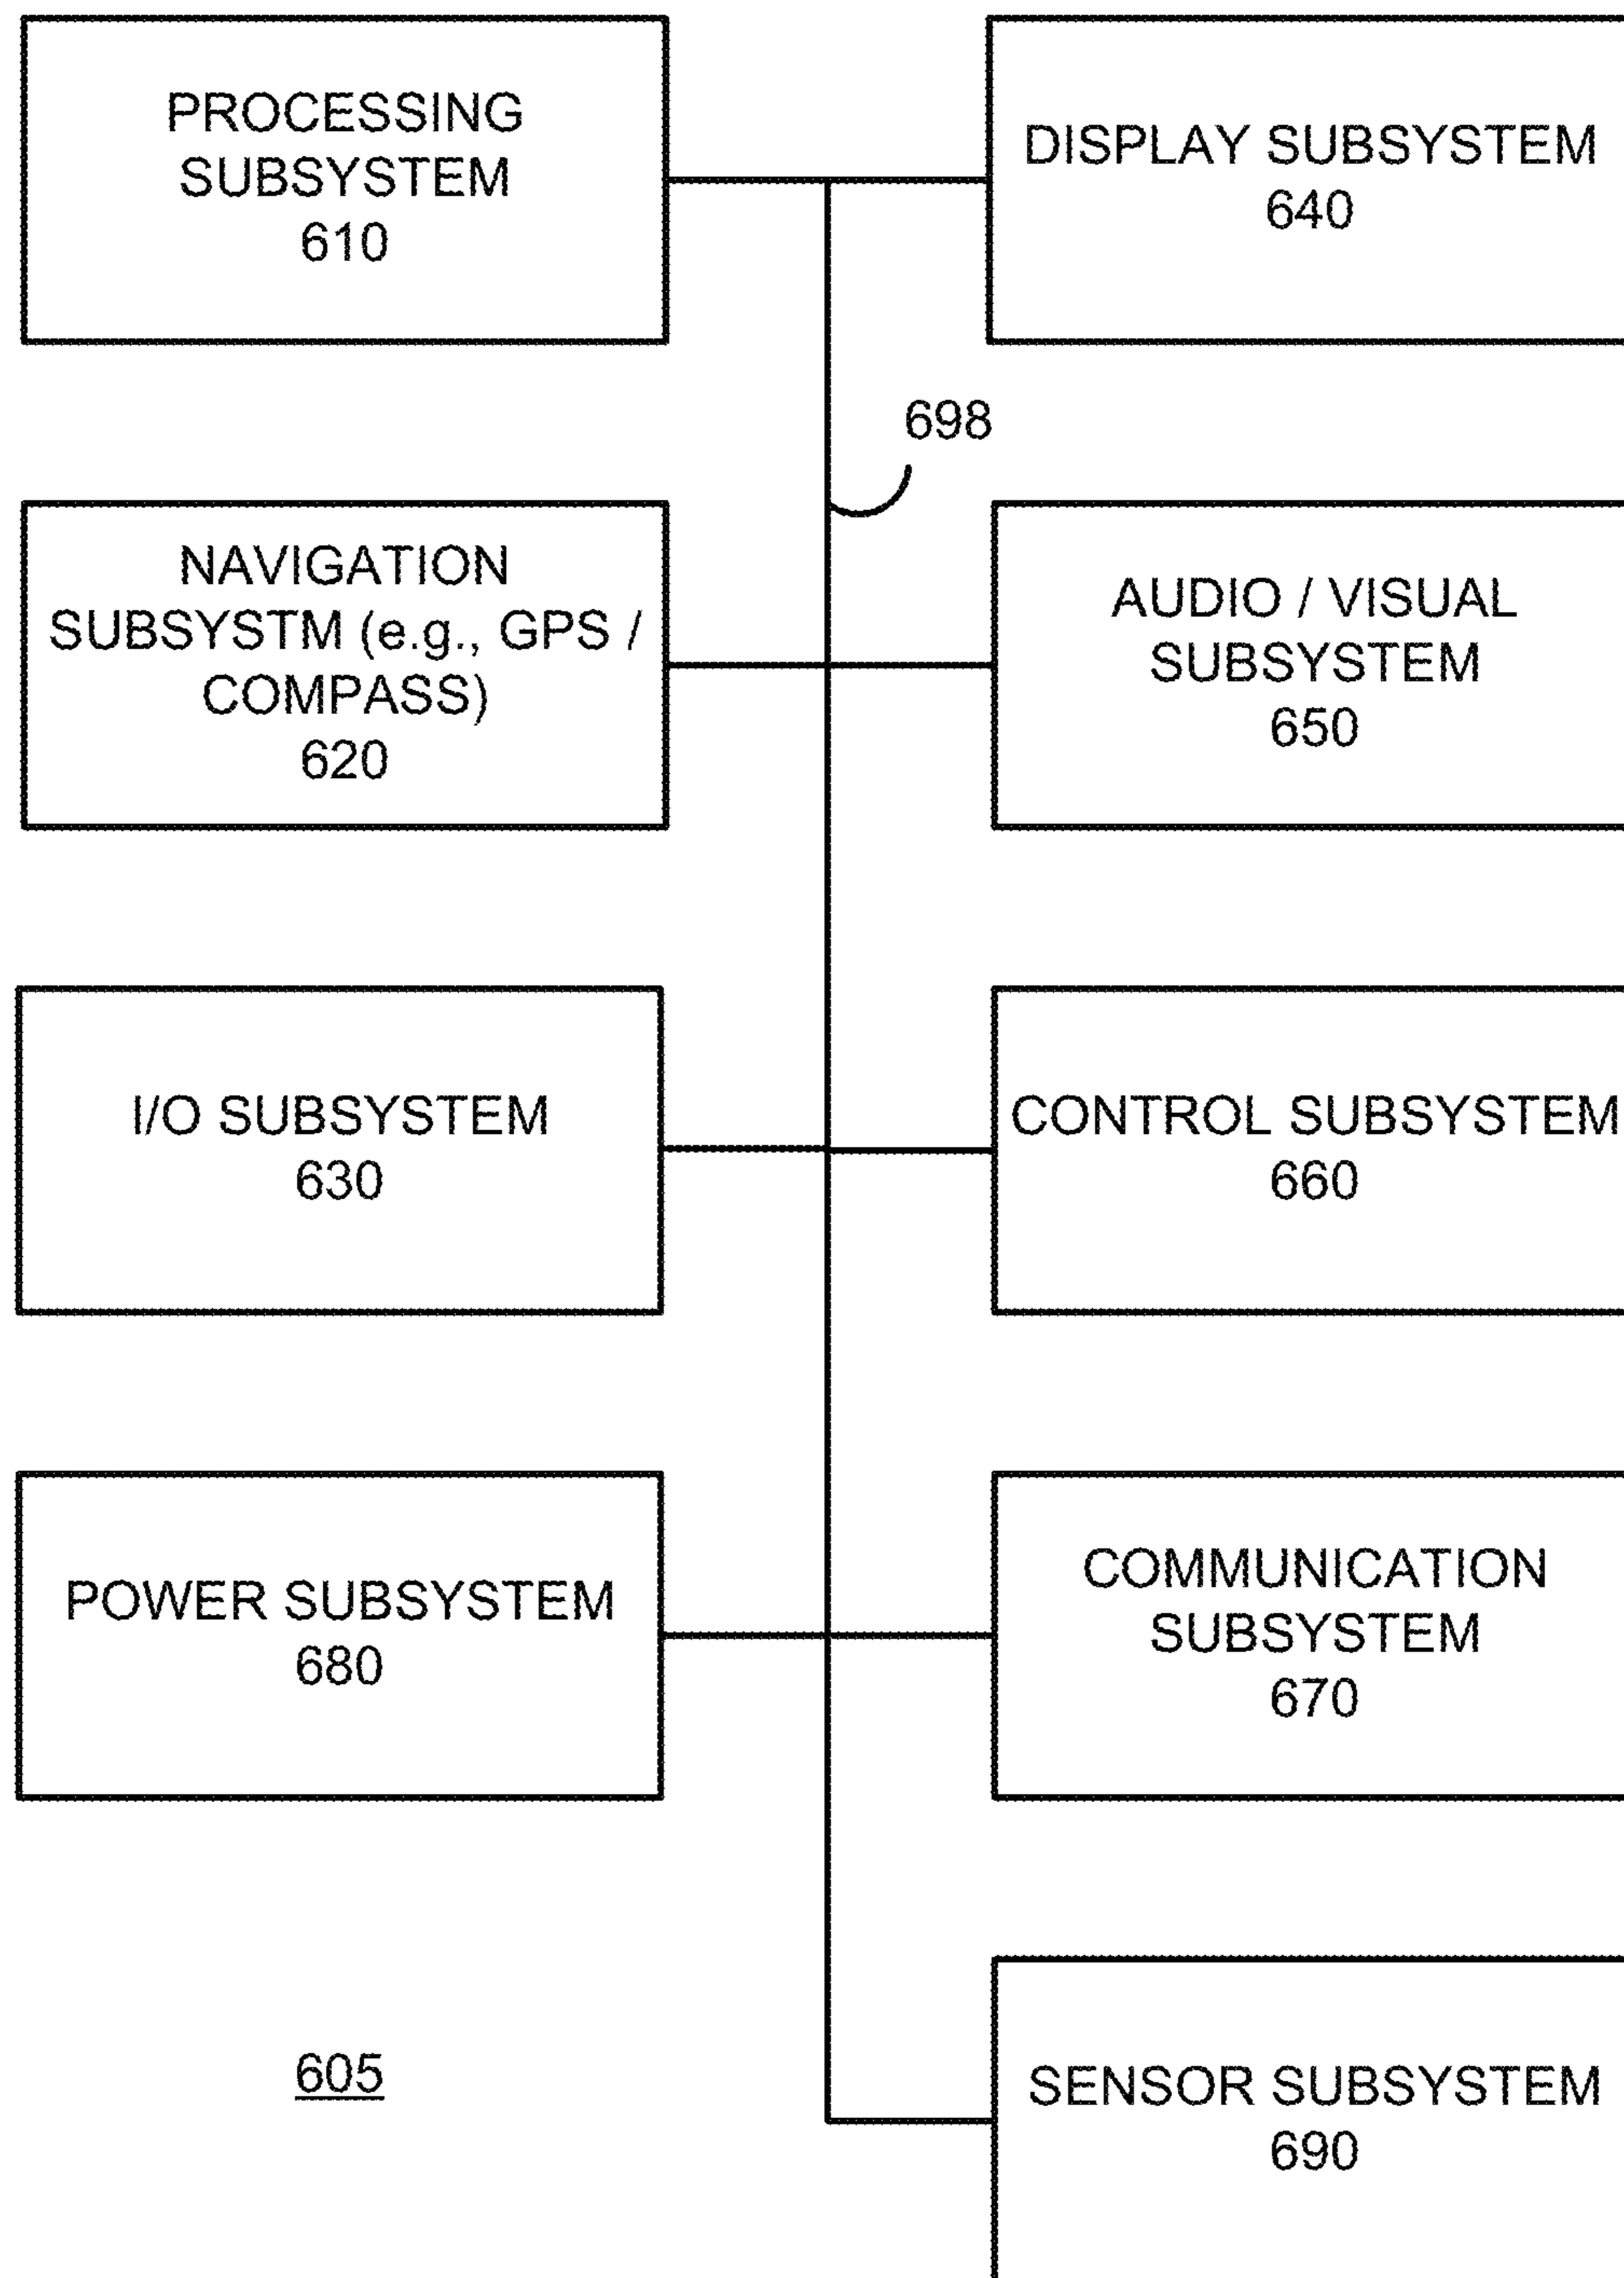 PROCESSING
SUBSYSTEM
610
DISPLAY SUBSYSTEM
640
698
NAVIGATION
SUBSYSTM (e.g., GPS /
COMPASS)
620
AUDIO / VISUAL
SUBSYSTEM
650
I/O SUBSYSTEM
630
CONTROL SUBSYSTEM
660
POWER SUBSYSTEM
680
COMMUNICATION
SUBSYSTEM
670
605
SENSOR SUBSYSTEM
690